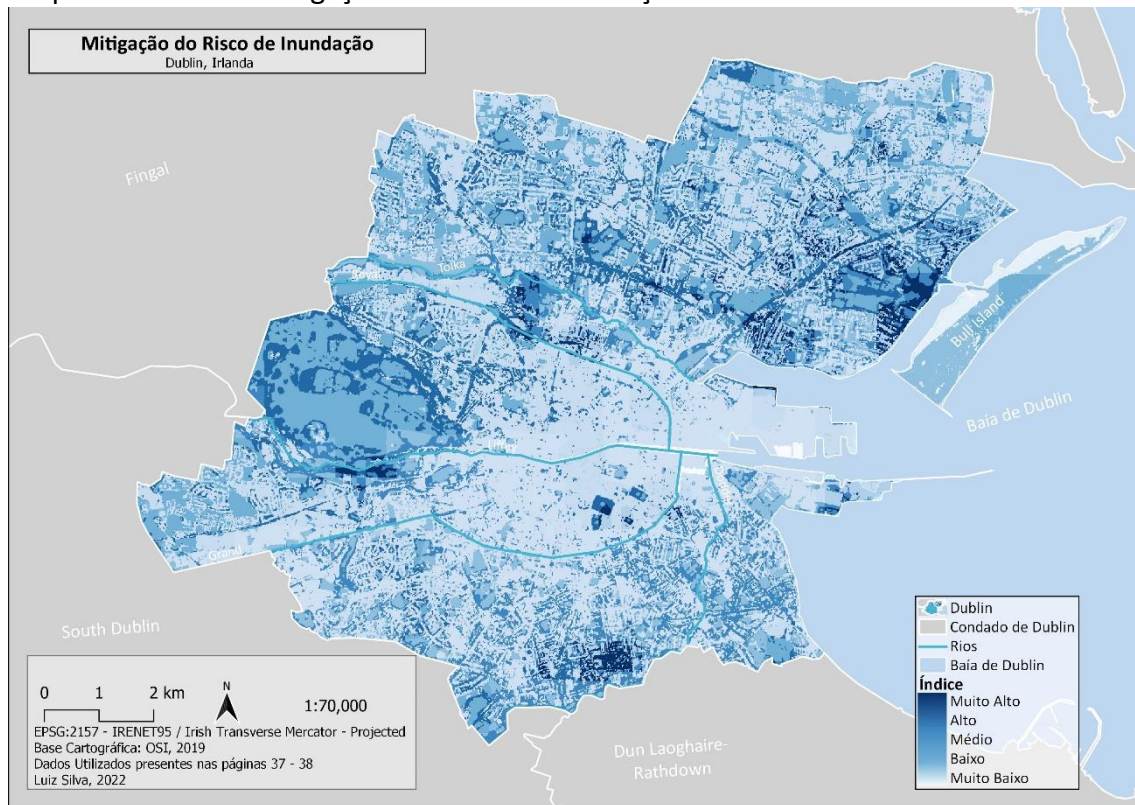 Mitigação do Risco de Inundação
Dublin, Irlanda
Fingal
Tolka
Royal
Bull Island
Baía de Dublin
Liffey
Grand
South Dublin
Dun Laoghaire-
Rathdown
0 1 2 km
N
1:70,000
EPSG:2157 - IRENET95 / Irish Transverse Mercator - Projected
Base Cartográfica: OSI, 2019
Dados Utilizados presentes nas páginas 37 - 38
Luiz Silva, 2022
Dublin
Condado de Dublin
Rios
Baía de Dublin
Índice
Muito Alto
Alto
Médio
Baixo
Muito Baixo